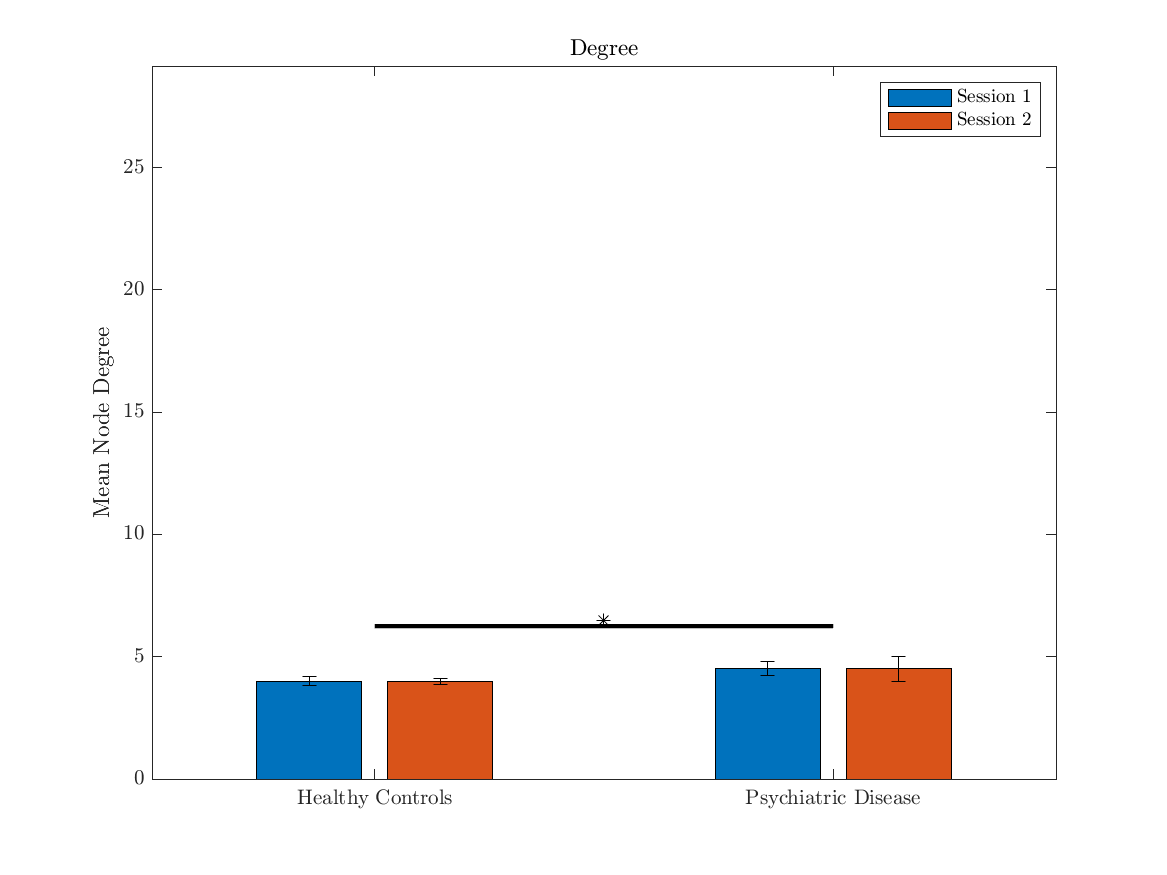 Degree
Session 1
Session 2
25
20
15
10
5
0
Mean Node Degree
*
Healthy Controls
Psychiatric Disease